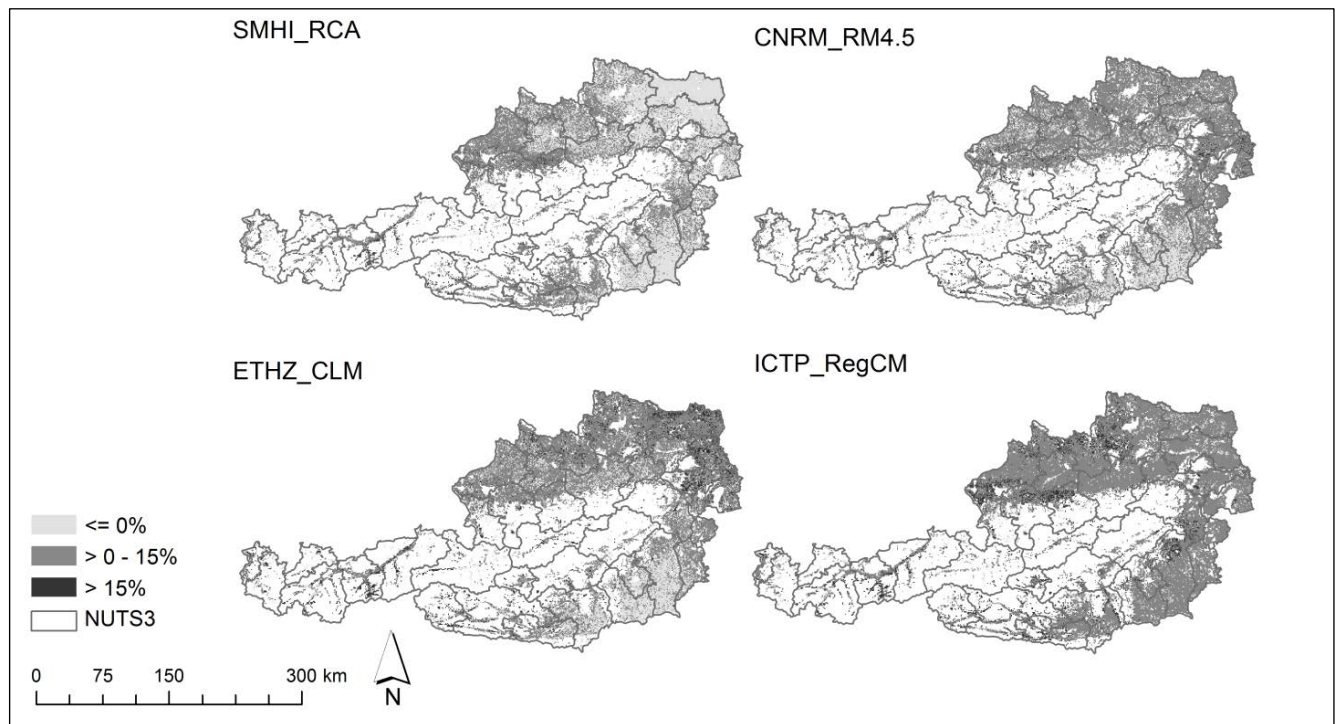 SMHI_RCA
CNRM_RM4.5
ETHZ_CLM
ICTP_RegCM
<= 0%
> 0 - 15%
> 15%
NUTS3
0 75 150 300 km
N